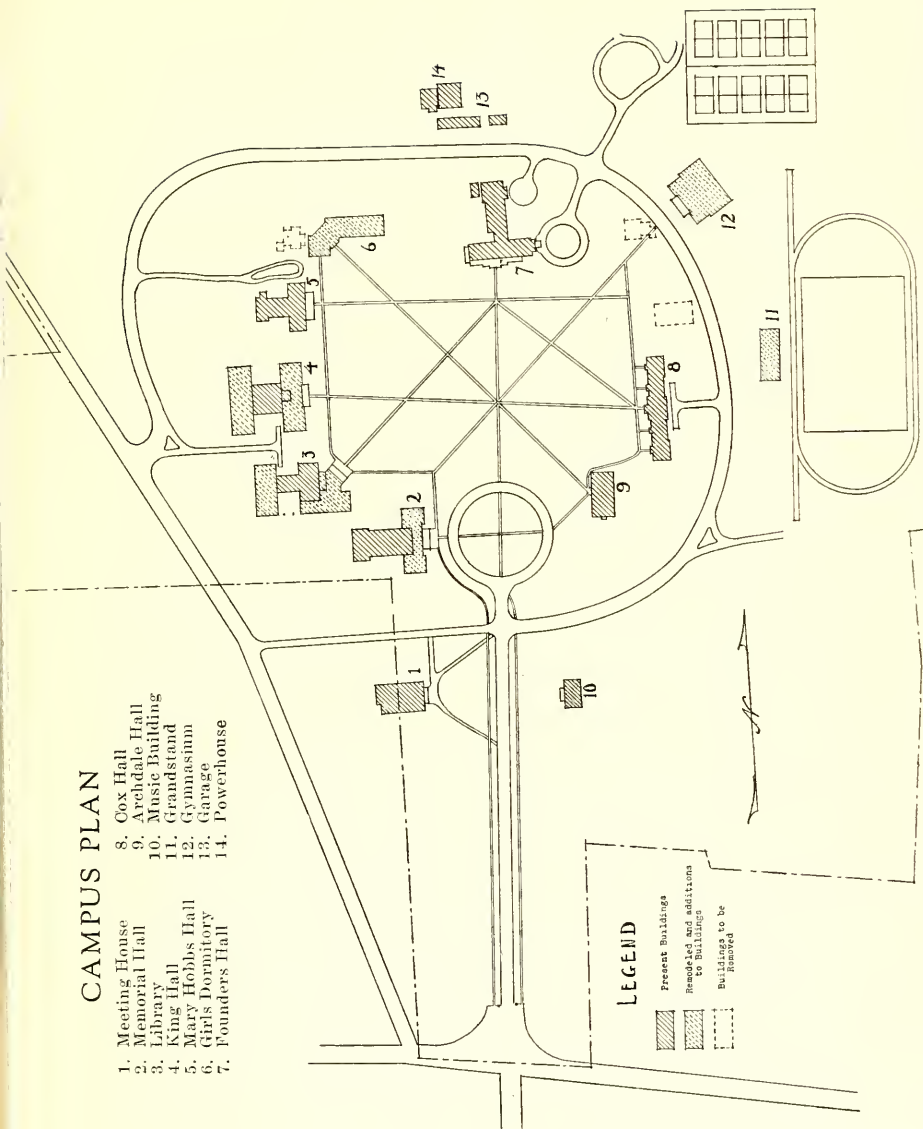 CAMPUS PLAN
1. Meeting House
2. Memorial Hall
3. Library
4. King Hall
5. Mary Hobbs Hall
6. Girls Dormitory
7. Founders Hall
8. Cox Hall
9. Archdale Hall
10. Music Building
11. Grandstand
12. Gymnasium
13. Garage
14. Powerhouse
14
13
5
6
4
7
12
3
2
8
11
9
1
10
N
LEGEND
Present Buildings
Remodeled and additions
to Buildings
Buildings to be
Removed